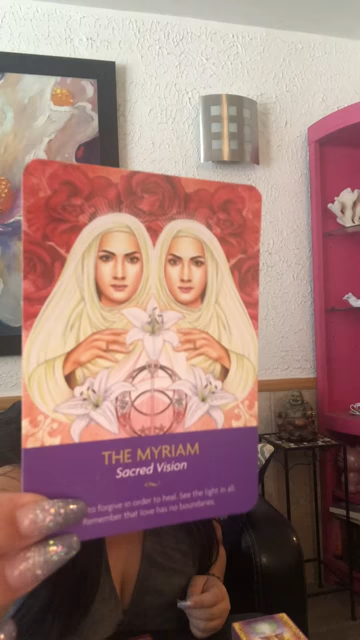 THE MYRIAM
Sacred Vision
to forgive in order to heal. See the light in all.
Remember that love has no boundaries.